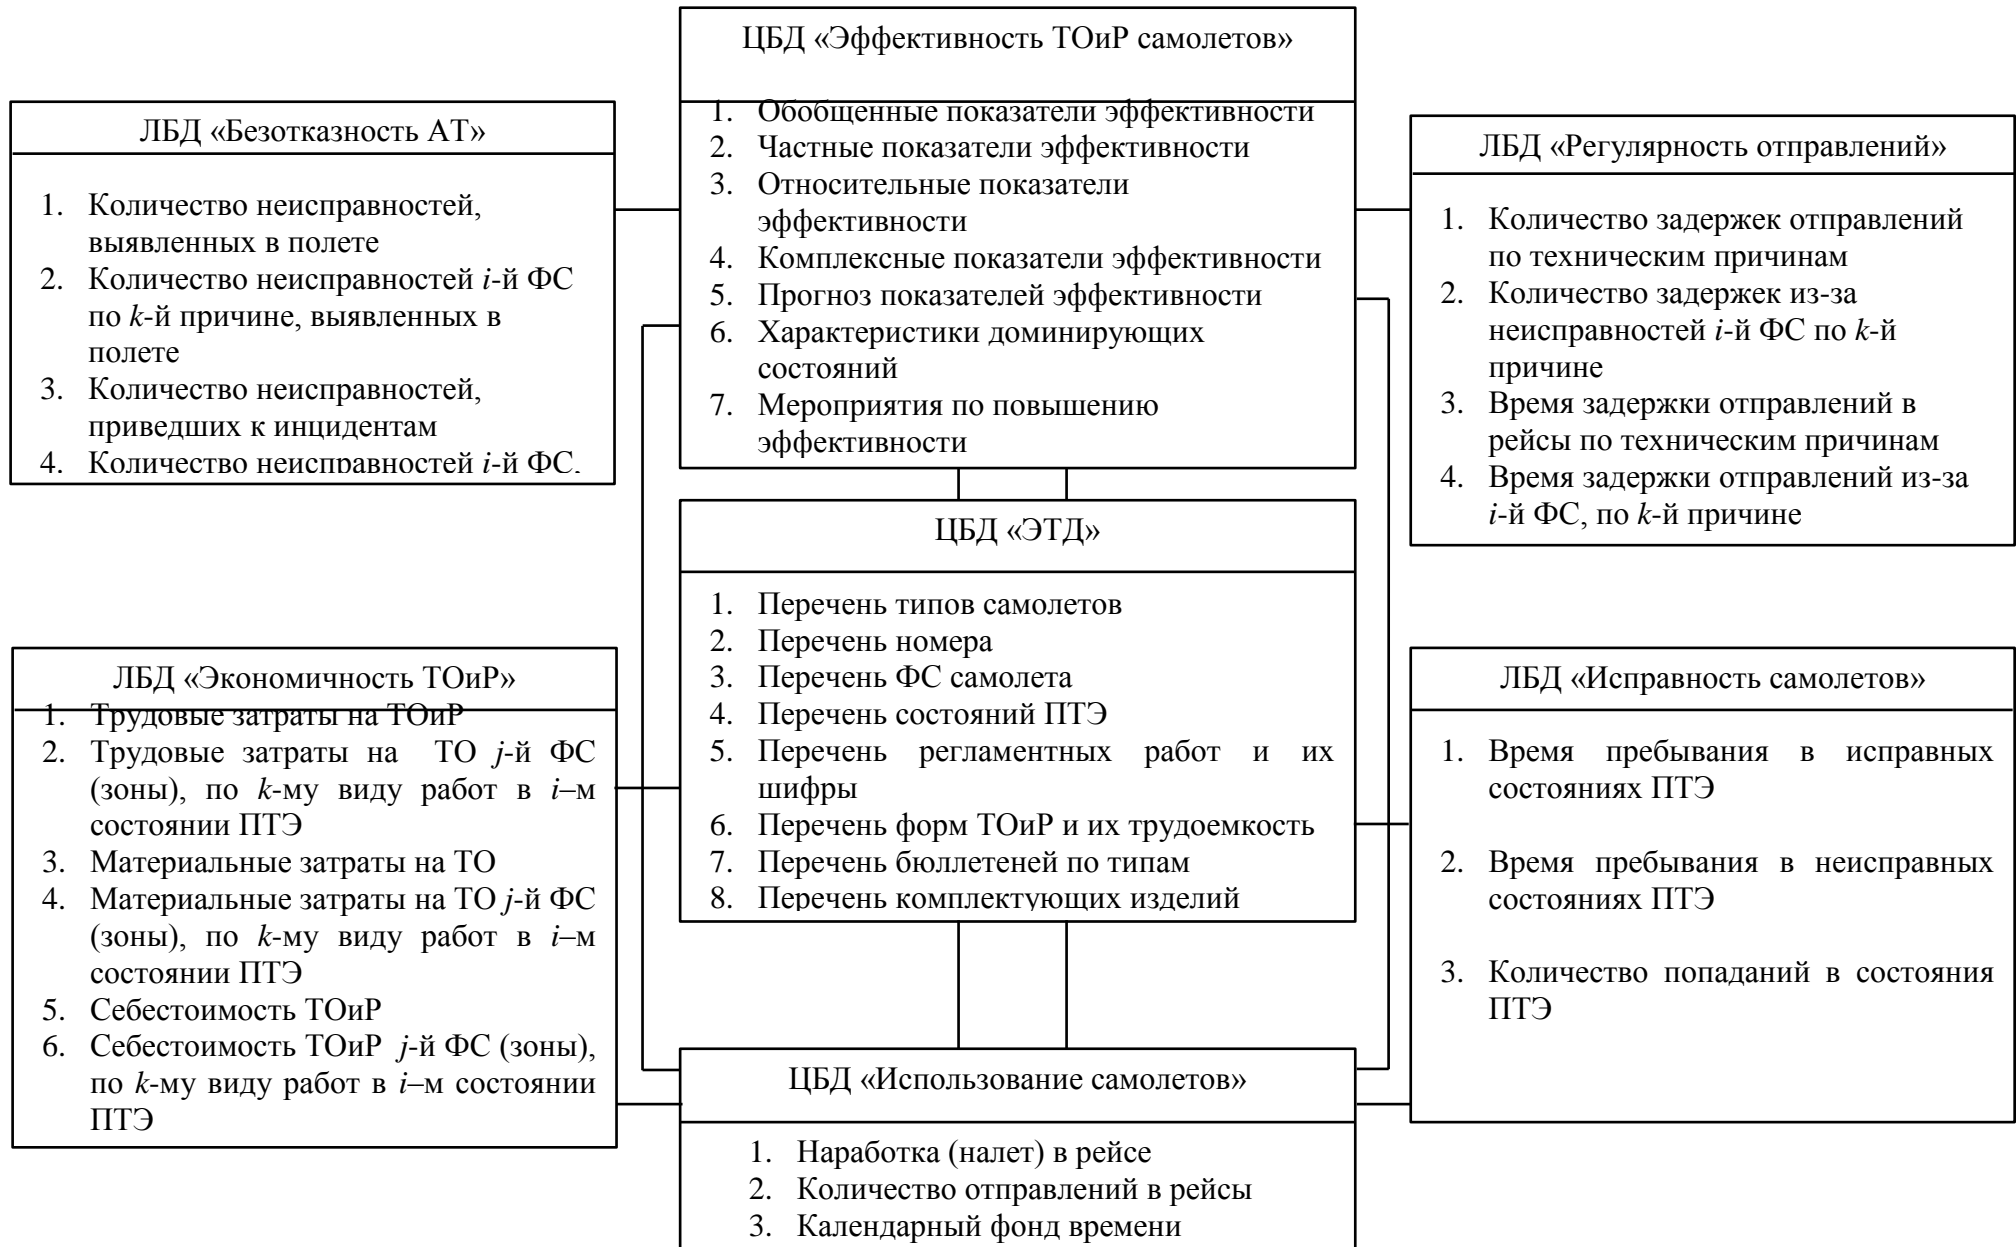 ЦБД «Эффективность ТОиР самолетов»
1. Обобщенные показатели эффективности
2. Частные показатели эффективности
3. Относительные показатели
эффективности
4. Комплексные показатели эффективности
5. Прогноз показателей эффективности
6. Характеристики доминирующих
состояний
7. Мероприятия по повышению
эффективности
ЛБД «Безотказность АТ»
1. Количество неисправностей,
выявленных в полете
2. Количество неисправностей i-й ФС
по k-й причине, выявленных в
полете
3. Количество неисправностей,
приведших к инцидентам
4. Количество неисправностей i-й ФС,
ЛБД «Регулярность отправлений»
1. Количество задержек отправлений
по техническим причинам
2. Количество задержек из-за
неисправностей i-й ФС по k-й
причине
3. Время задержки отправлений в
рейсы по техническим причинам
4. Время задержки отправлений из-за
i-й ФС, по k-й причине
ЦБД «ЭТД»
1. Перечень типов самолетов
2. Перечень номера
3. Перечень ФС самолета
4. Перечень состояний ПТЭ
5. Перечень регламентных работ и их
шифры
6. Перечень форм ТОиР и их трудоемкость
7. Перечень бюллетеней по типам
8. Перечень комплектующих изделий
ЛБД «Экономичность ТОиР»
1. Трудовые затраты на ТОиР
2. Трудовые затраты на ТО j-й ФС
(зоны), по k-му виду работ в i–м
состоянии ПТЭ
3. Материальные затраты на ТО
4. Материальные затраты на ТО j-й ФС
(зоны), по k-му виду работ в i–м
состоянии ПТЭ
5. Себестоимость ТОиР
6. Себестоимость ТОиР j-й ФС (зоны),
по k-му виду работ в i–м состоянии
ПТЭ
ЛБД «Исправность самолетов»
1. Время пребывания в исправных
состояниях ПТЭ
2. Время пребывания в неисправных
состояниях ПТЭ
3. Количество попаданий в состояния
ПТЭ
ЦБД «Использование самолетов»
1. Наработка (налет) в рейсе
2. Количество отправлений в рейсы
3. Календарный фонд времени